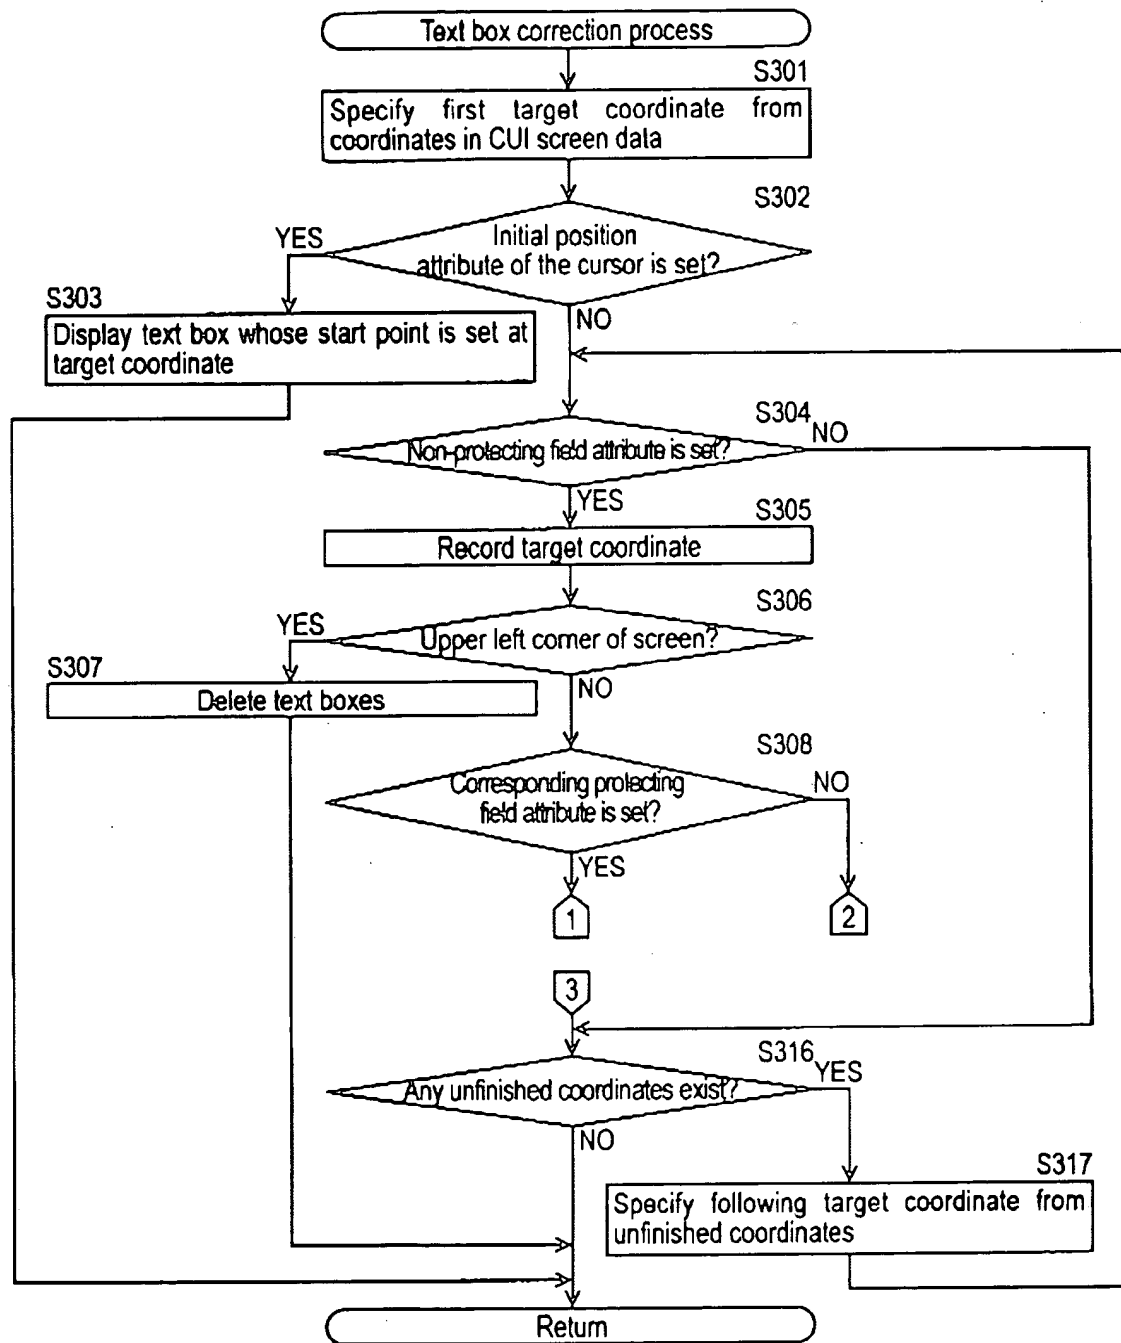 Text box correction process
S301
Specify first target coordinate from
coordinates in CUI screen data
S302
Initial position
attribute of the cursor is set?
YES
NO
S303
Display text box whose start point is set at
target coordinate
S304
Non-protecting field attribute is set?
NO
YES
S305
Record target coordinate
S306
Upper left corner of screen?
YES
NO
S307
Delete text boxes
S308
Corresponding protecting
field attribute is set?
NO
YES
1
2
3
S316
Any unfinished coordinates exist?
YES
NO
S317
Specify following target coordinate from
unfinished coordinates
Return